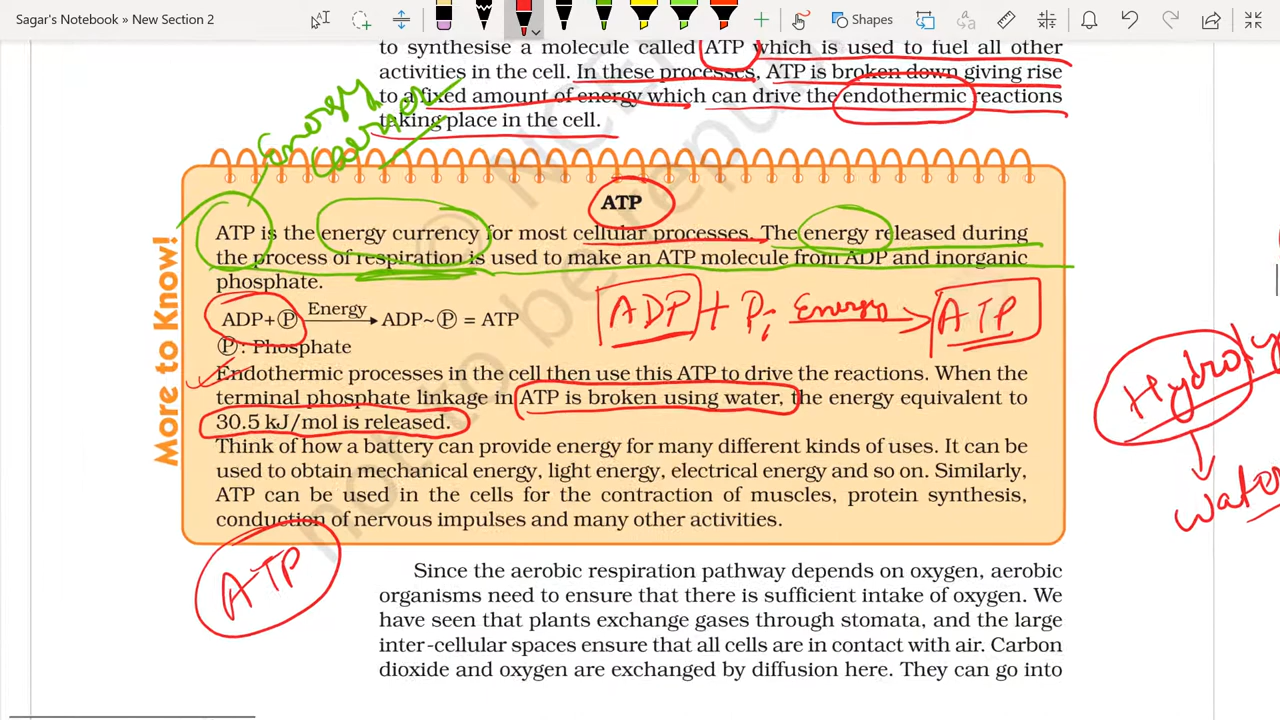 Sagar's Notebook » New Section 2
Shapes
to synthesise a molecule called ATP which is used to fuel all other
activities in the cell. In these processes, ATP is broken down giving rise
to a fixed amount of energy which can drive the endothermic reactions
taking place in the cell.
Energy
Carrier
ATP
ATP is the energy currency for most cellular processes. The energy released during
the process of respiration is used to make an ATP molecule from ADP and inorganic
phosphate.
ADP+Ⓟ Energy→ ADP~Ⓟ = ATP
ADP + Pi Energy→ ATP
Ⓟ: Phosphate
Endothermic processes in the cell then use this ATP to drive the reactions. When the
terminal phosphate linkage in ATP is broken using water, the energy equivalent to
30.5 kJ/mol is released.
Think of how a battery can provide energy for many different kinds of uses. It can be
used to obtain mechanical energy, light energy, electrical energy and so on. Similarly,
ATP can be used in the cells for the contraction of muscles, protein synthesis,
conduction of nervous impulses and many other activities.
More to Know!
Hydroly
↓
Water
ATP
Since the aerobic respiration pathway depends on oxygen, aerobic
organisms need to ensure that there is sufficient intake of oxygen. We
have seen that plants exchange gases through stomata, and the large
inter-cellular spaces ensure that all cells are in contact with air. Carbon
dioxide and oxygen are exchanged by diffusion here. They can go into
not to be republ
© NCE